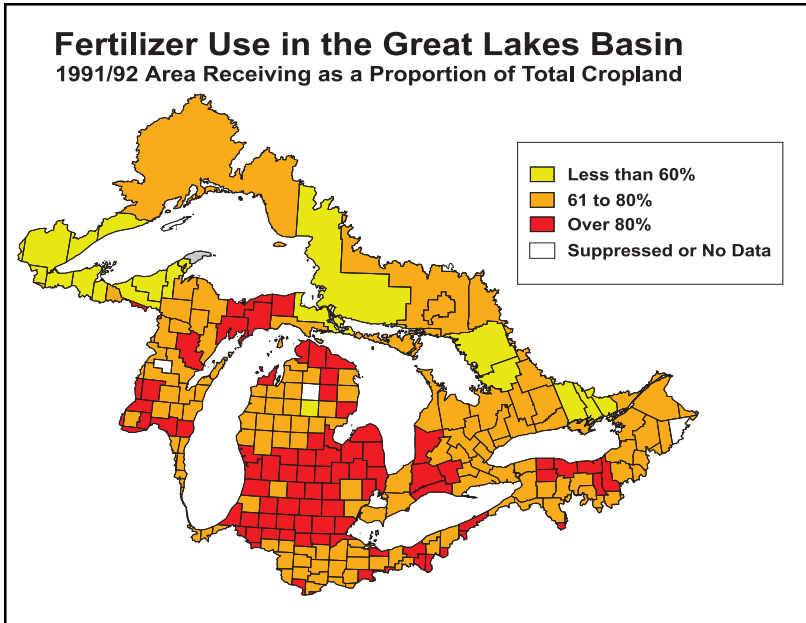 Fertilizer Use in the Great Lakes Basin
1991/92 Area Receiving as a Proportion of Total Cropland
Less than 60%
61 to 80%
Over 80%
Suppressed or No Data